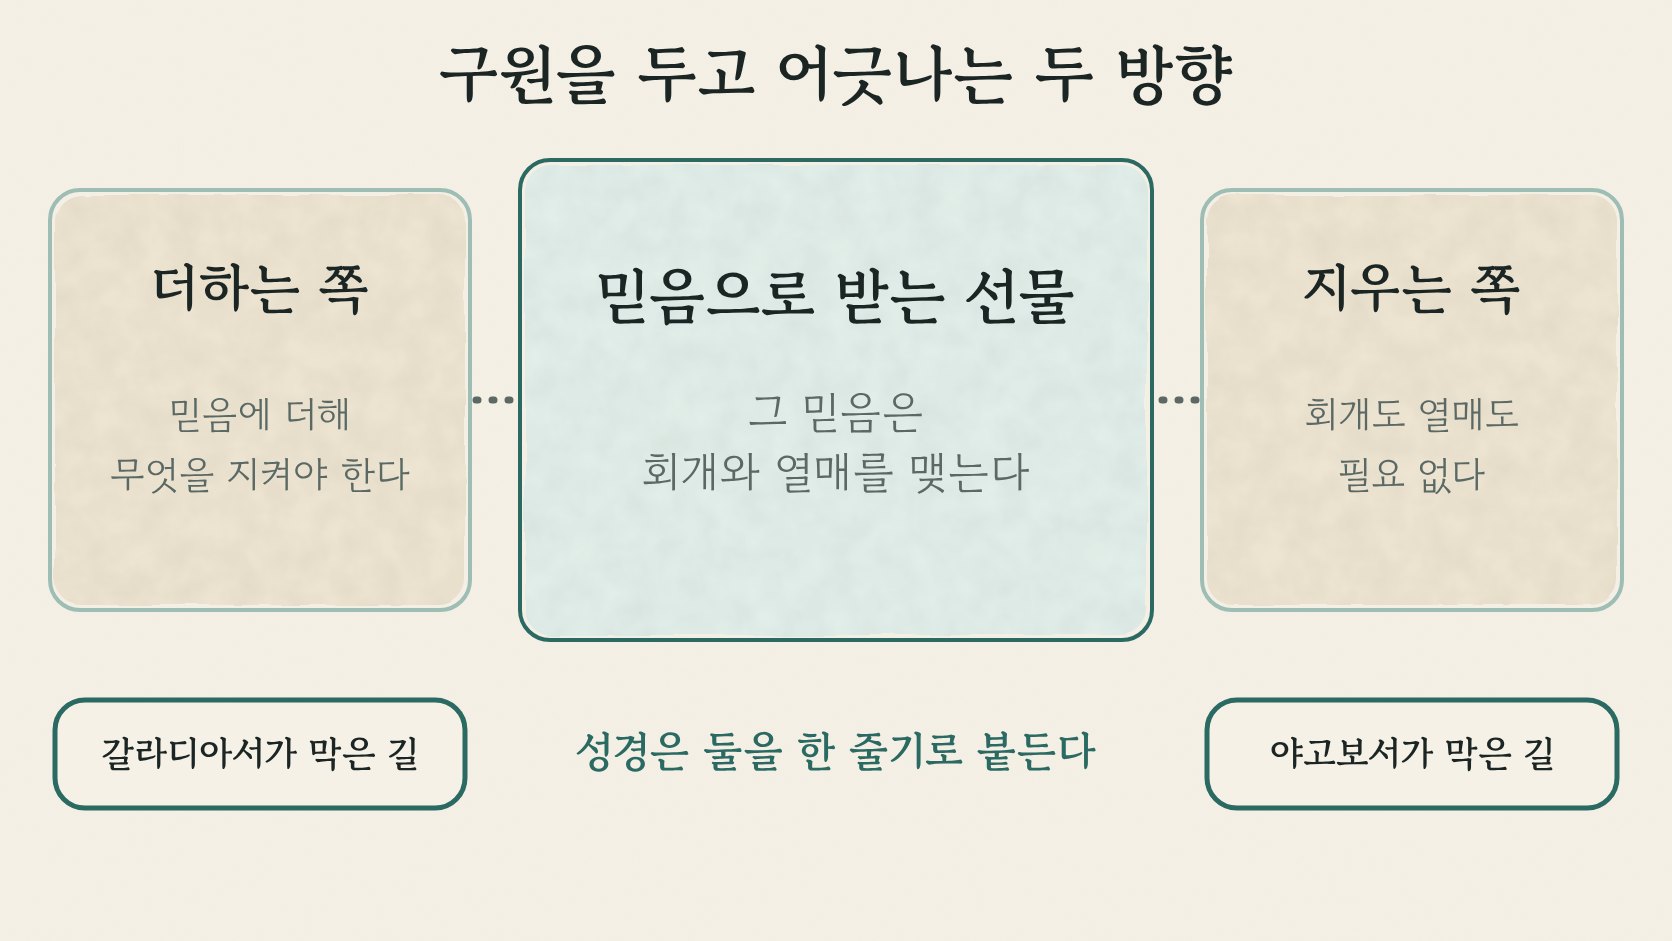 구원을 두고 어긋나는 두 방향
더하는 쪽
믿음에 더해
무엇을 지켜야 한다
믿음으로 받는 선물
그 믿음은
회개와 열매를 맺는다
지우는 쪽
회개도 열매도
필요 없다
갈라디아서가 막은 길
성경은 둘을 한 줄기로 붙든다
야고보서가 막은 길